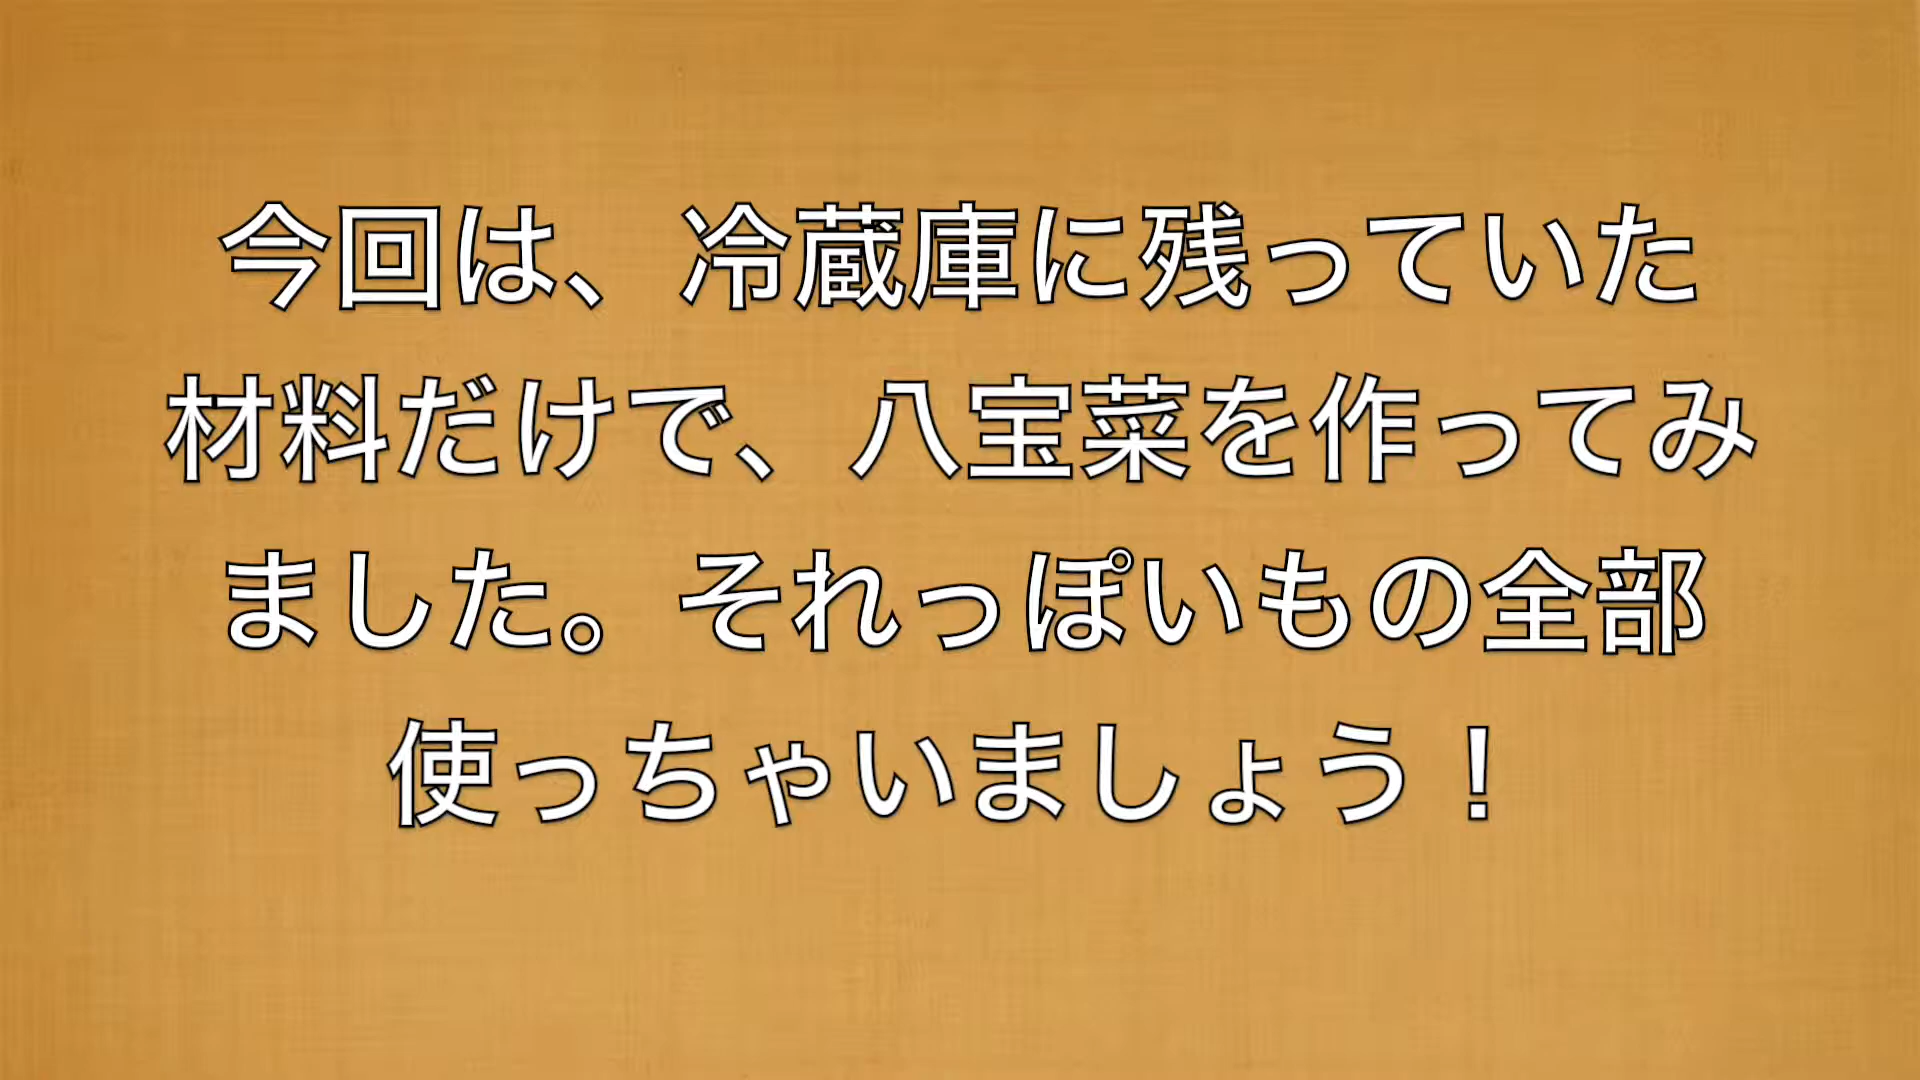 今回は、冷蔵庫に残っていた
材料だけで、八宝菜を作ってみ
ました。それっぽいもの全部
使っちゃいましょう！